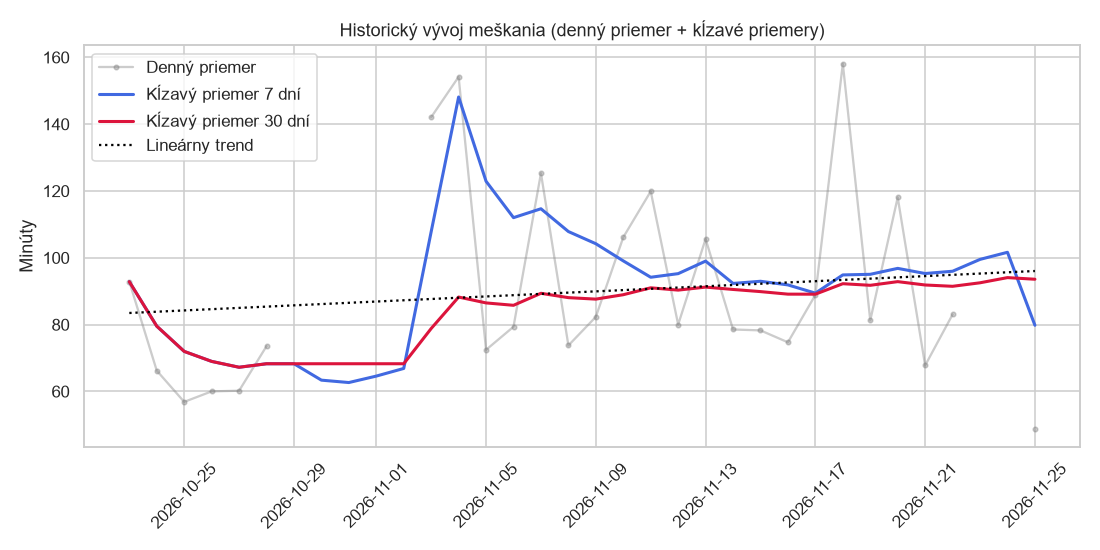 Historický vývoj meškania (denný priemer + kĺzavé priemery)
Denný priemer
Kĺzavý priemer 7 dní
Kĺzavý priemer 30 dní
Lineárny trend
Minúty
160
140
120
100
80
60
2026-10-25
2026-10-29
2026-11-01
2026-11-05
2026-11-09
2026-11-13
2026-11-17
2026-11-21
2026-11-25